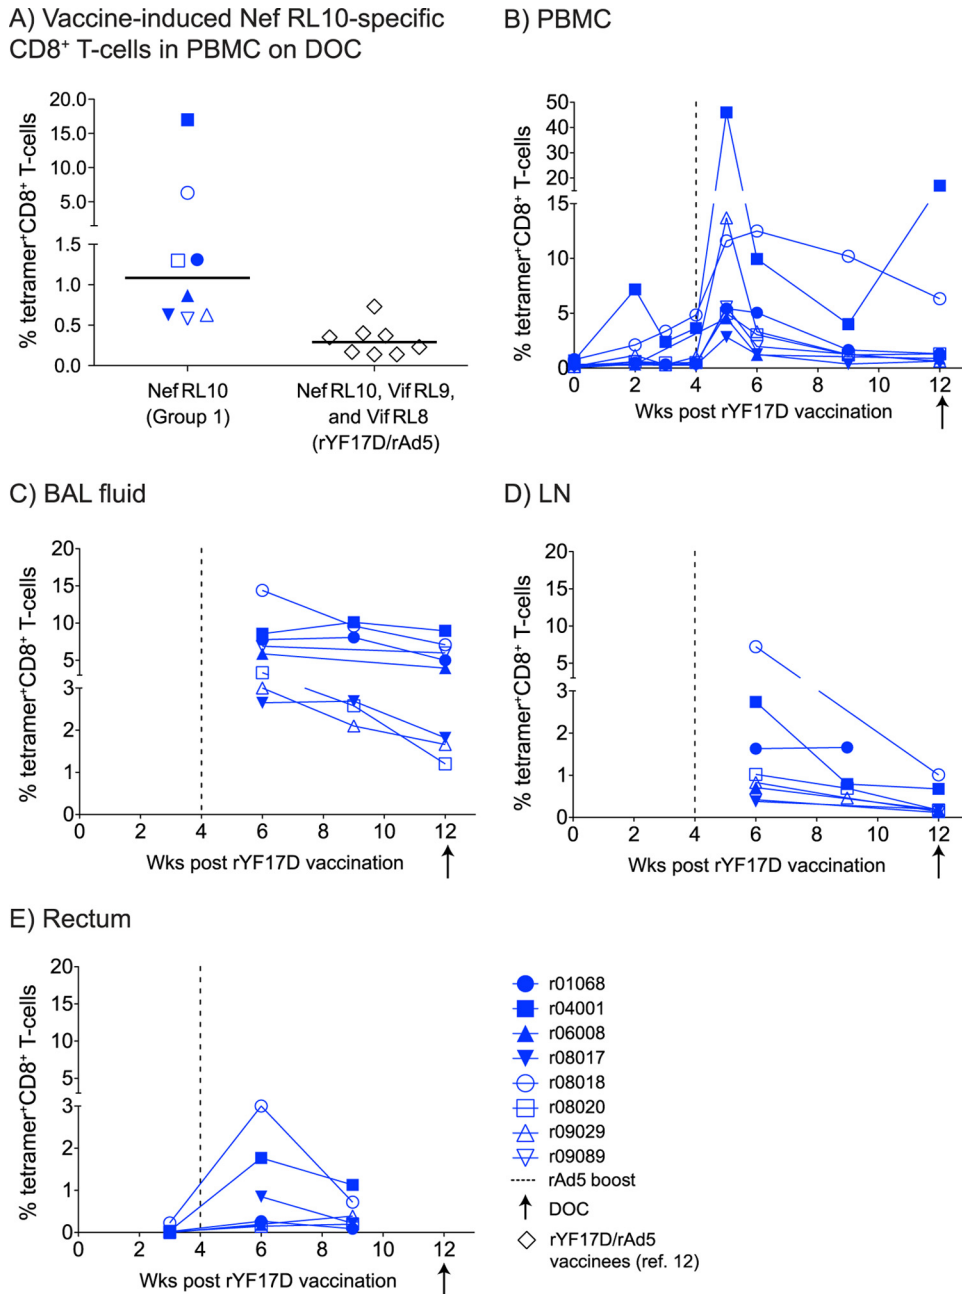 A) Vaccine-induced Nef RL10-specific
CD8⁺ T-cells in PBMC on DOC
% tetramer⁺CD8⁺ T-cells
20.0
15.0
10.0
5.0
1.5
1.0
0.5
0.0
Nef RL10
(Group 1)
Nef RL10, Vif RL9,
and Vif RL8
(rYF17D/rAd5)
B) PBMC
% tetramer⁺CD8⁺ T-cells
50
40
30
20
10
15
10
5
0
0 2 4 6 8 10 12
Wks post rYF17D vaccination
C) BAL fluid
% tetramer⁺CD8⁺ T-cells
20
15
10
5
3
2
1
0
0 2 4 6 8 10 12
Wks post rYF17D vaccination
D) LN
% tetramer⁺CD8⁺ T-cells
20
15
10
5
3
2
1
0
0 2 4 6 8 10 12
Wks post rYF17D vaccination
E) Rectum
% tetramer⁺CD8⁺ T-cells
20
15
10
5
3
2
1
0
0 2 4 6 8 10 12
Wks post rYF17D vaccination
r01068
r04001
r06008
r08017
r08018
r08020
r09029
r09089
rAd5 boost
DOC
rYF17D/rAd5
vaccinees (ref. 12)